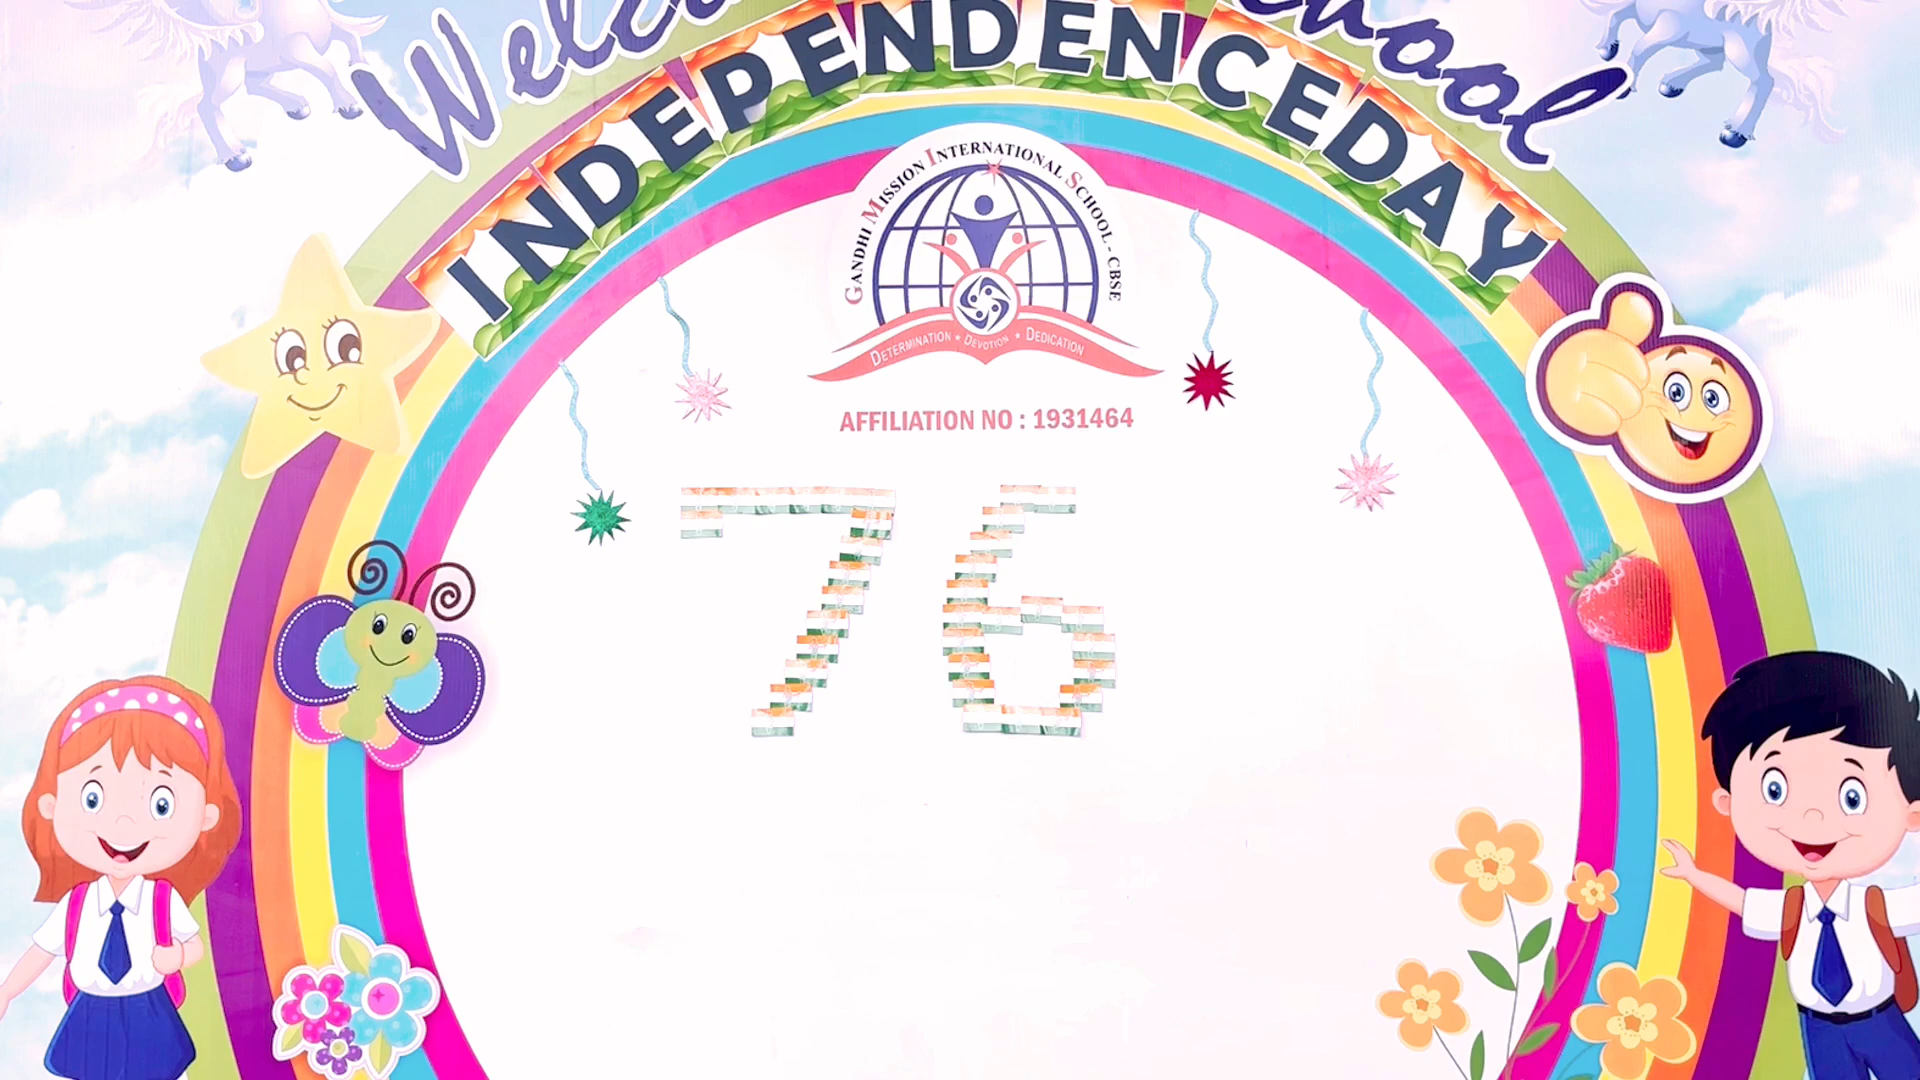 INDEPENDENCEDAY
GANDHI MISSION INTERNATIONAL SCHOOL - CBSE
DETERMINATION ★ DEVOTION ★ DEDICATION
AFFILIATION NO : 1931464
76